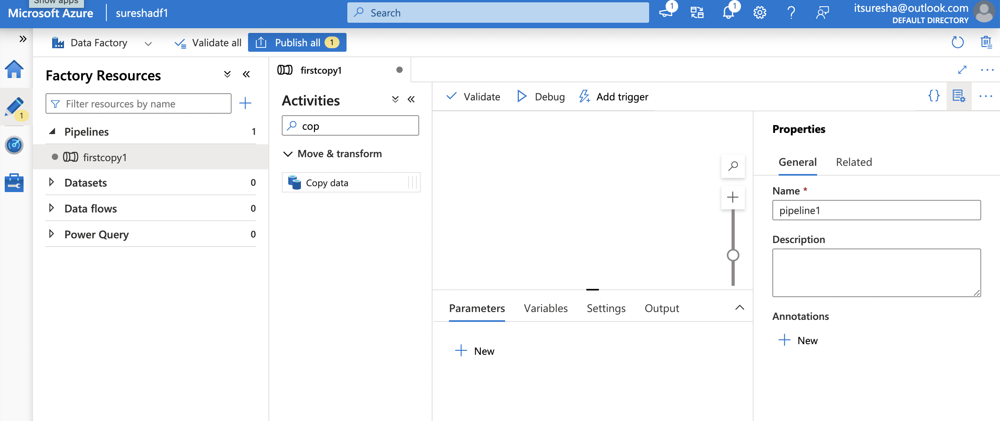 Show apps
Microsoft Azure
sureshadf1
Search
1
1
itsuresha@outlook.com
DEFAULT DIRECTORY
Data Factory
Validate all
Publish all 1
Factory Resources
Filter resources by name
1
Pipelines 1
firstcopy1
Datasets 0
Data flows 0
Power Query 0
firstcopy1
Activities
cop
Move & transform
Copy data
Validate
Debug
Add trigger
{}
Parameters
Variables
Settings
Output
New
Properties
General
Related
Name *
pipeline1
Description
Annotations
New